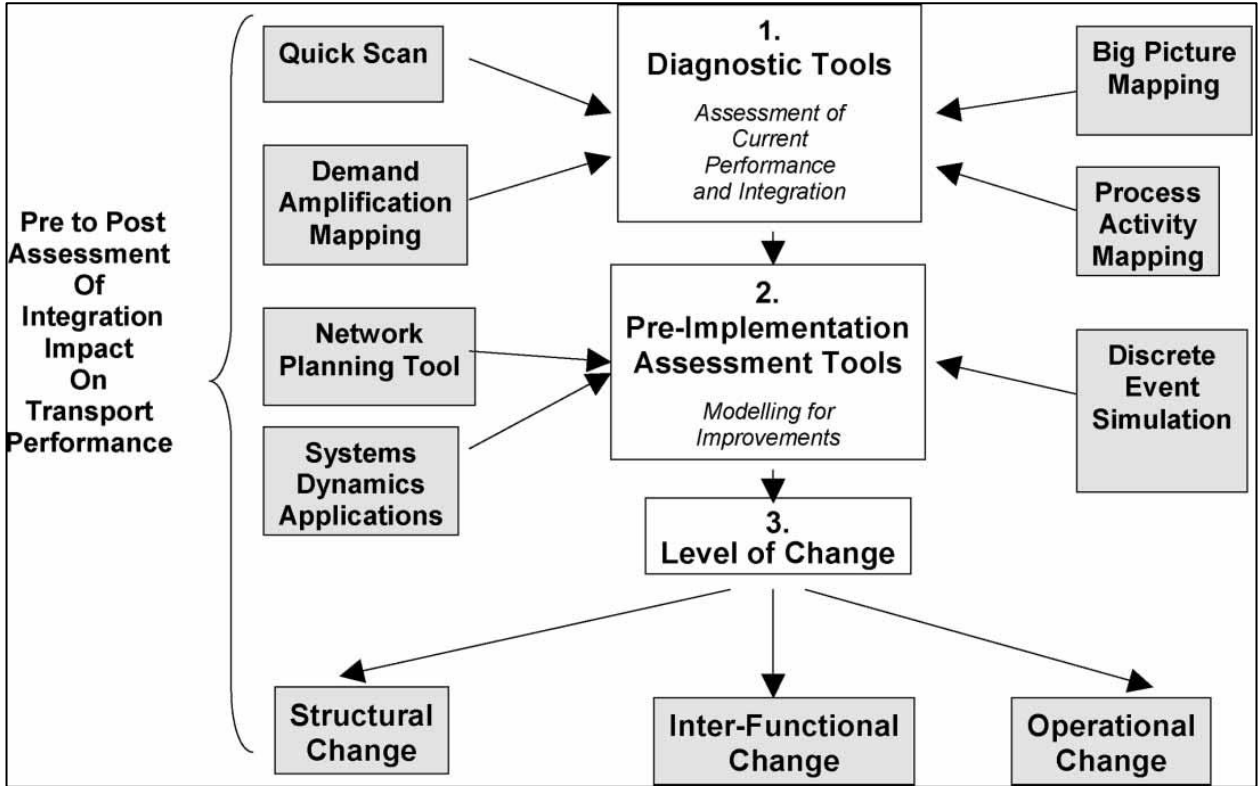 Pre to Post
Assessment
Of
Integration
Impact
On
Transport
Performance
Quick Scan
Demand
Amplification
Mapping
Network
Planning Tool
Systems
Dynamics
Applications
1.
Diagnostic Tools
Assessment of
Current
Performance
and Integration
2.
Pre-Implementation
Assessment Tools
Modelling for
Improvements
3.
Level of Change
Big Picture
Mapping
Process
Activity
Mapping
Discrete
Event
Simulation
Structural
Change
Inter-Functional
Change
Operational
Change